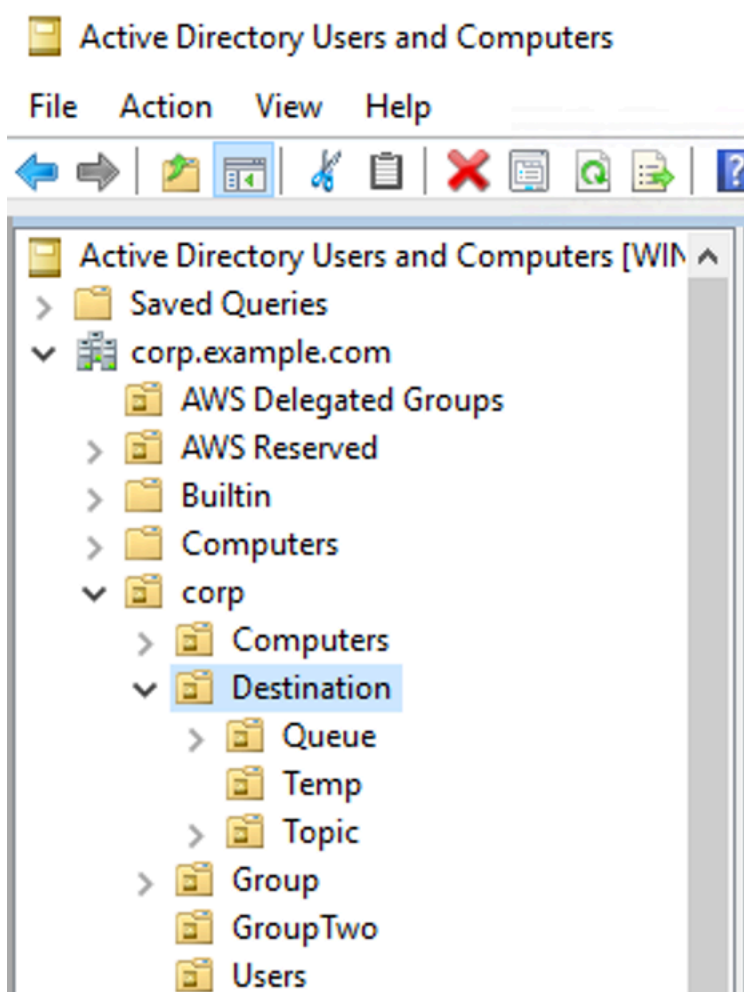 Active Directory Users and Computers
File Action View Help
Active Directory Users and Computers [WIN
Saved Queries
corp.example.com
AWS Delegated Groups
AWS Reserved
Builtin
Computers
corp
Computers
Destination
Queue
Temp
Topic
Group
GroupTwo
Users